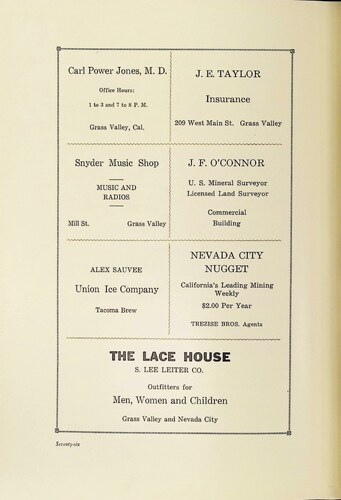 Carl Power Jones, M. D.
Office Hours:
1 to 3 and 7 to 8 P. M.
Grass Valley, Cal.
J. E. TAYLOR
Insurance
209 West Main St. Grass Valley
Snyder Music Shop
MUSIC AND
RADIOS
Mill St. Grass Valley
J. F. O'CONNOR
U. S. Mineral Surveyor
Licensed Land Surveyor
Commercial
Building
ALEX SAUVEE
Union Ice Company
Tacoma Brew
NEVADA CITY
NUGGET
California's Leading Mining
Weekly
$2.00 Per Year
TREZISE BROS. Agents
THE LACE HOUSE
S. LEE LEITER CO.
Outfitters for
Men, Women and Children
Grass Valley and Nevada City
Seventy-six